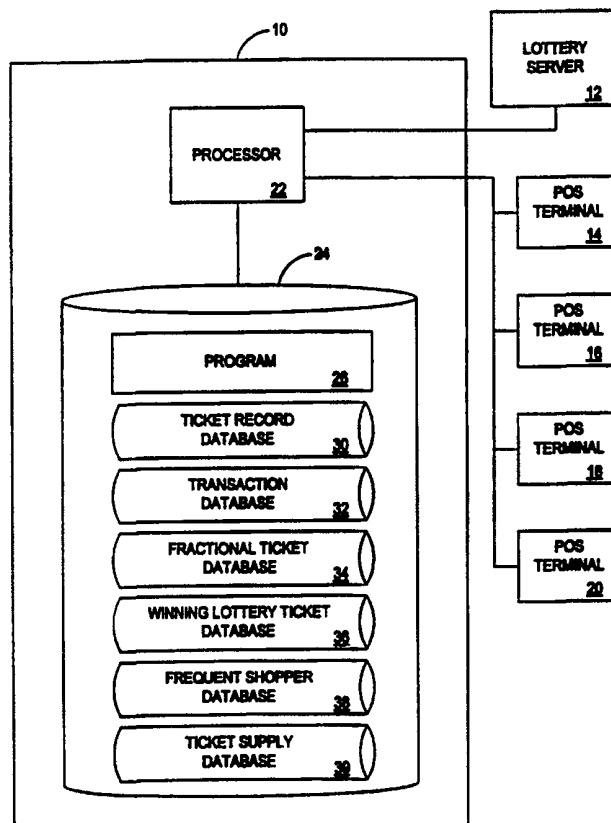 10
LOTTERY
SERVER
12
PROCESSOR
22
POS
TERMINAL
14
POS
TERMINAL
16
POS
TERMINAL
18
POS
TERMINAL
20
24
PROGRAM
26
TICKET RECORD
DATABASE
30
TRANSACTION
DATABASE
32
FRACTIONAL TICKET
DATABASE
34
WINNING LOTTERY TICKET
DATABASE
36
FREQUENT SHOPPER
DATABASE
38
TICKET SUPPLY
DATABASE